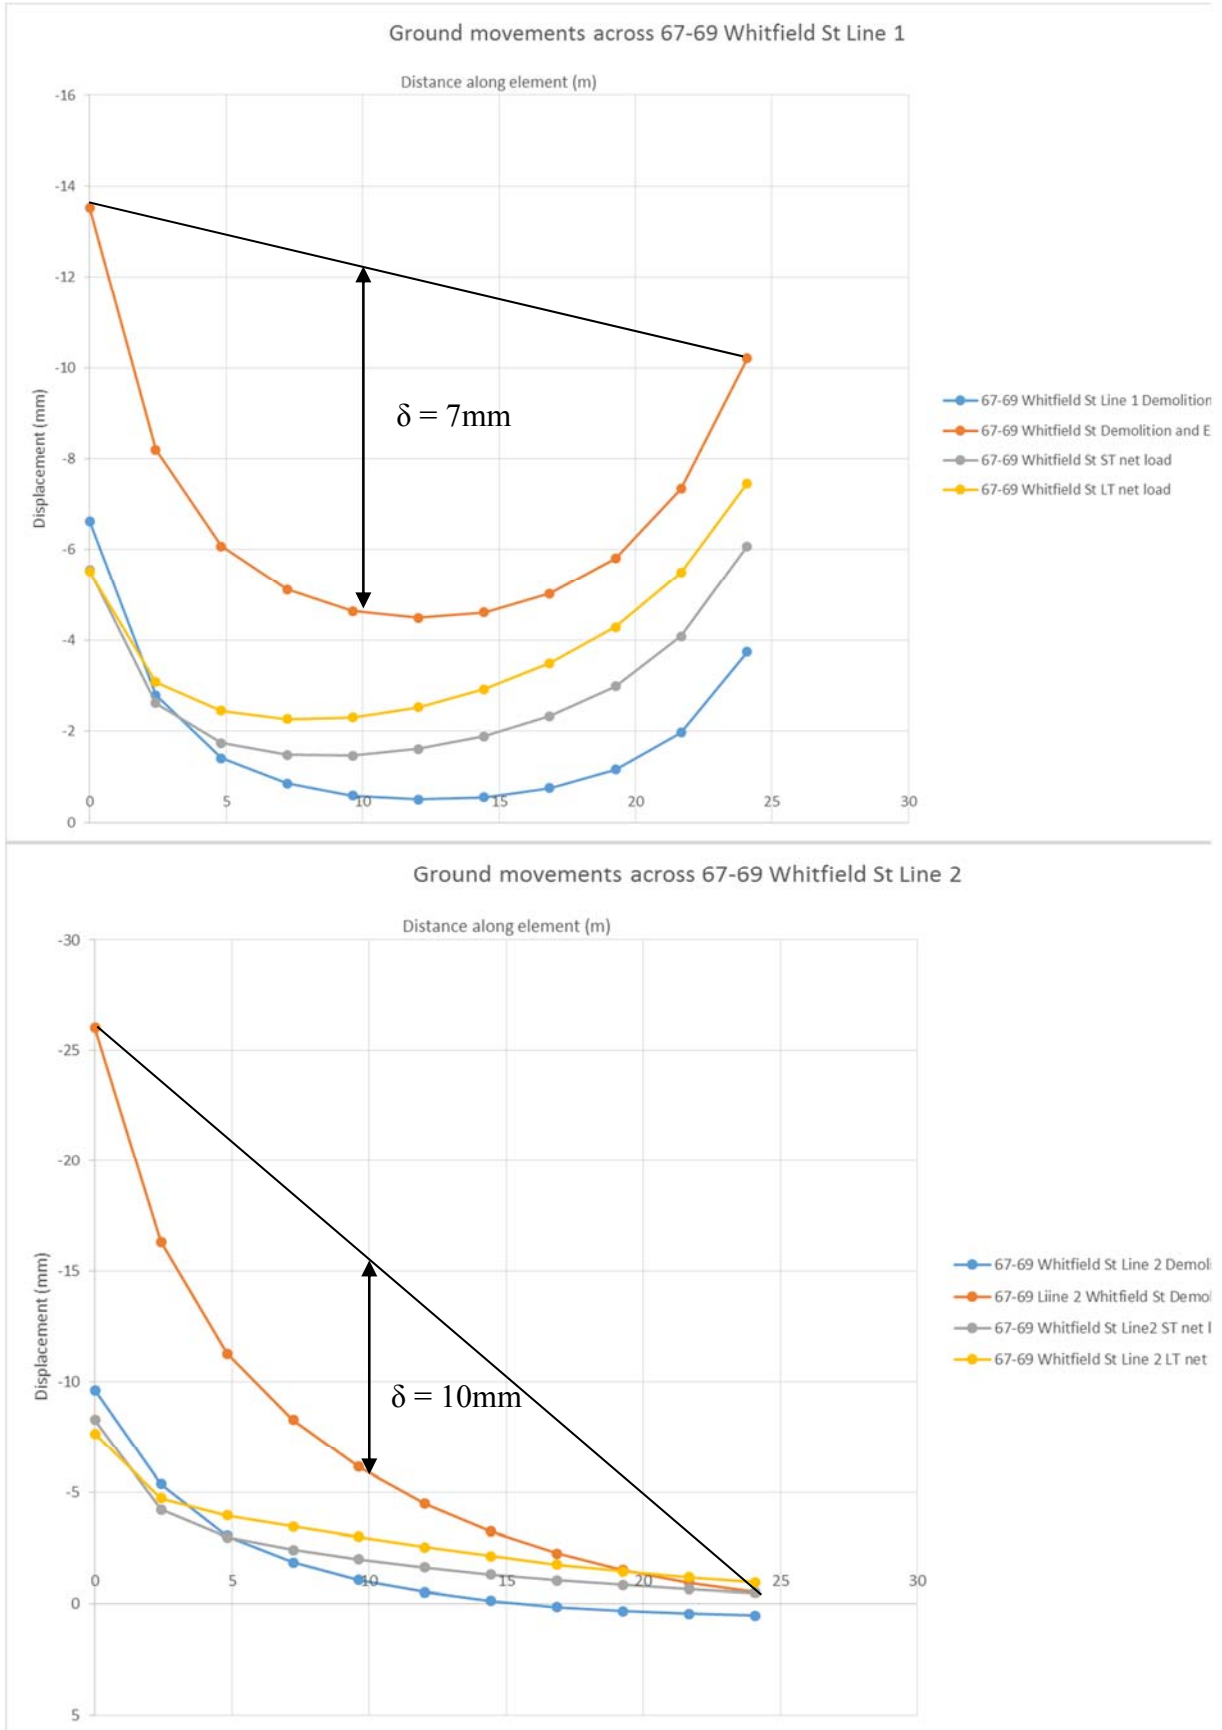 Ground movements across 67-69 Whitfield St Line 1
Distance along element (m)
-16
-14
-12
-10
-8
-6
-4
-2
0
0 5 10 15 20 25 30
Displacement (mm)
δ = 7mm
67-69 Whitfield St Line 1 Demolition
67-69 Whitfield St Demolition and E
67-69 Whitfield St ST net load
67-69 Whitfield St LT net load
Ground movements across 67-69 Whitfield St Line 2
Distance along element (m)
-30
-25
-20
-15
-10
-5
0
5
0 5 10 15 20 25 30
Displacement (mm)
δ = 10mm
67-69 Whitfield St Line 2 Demoli
67-69 Liine 2 Whitfield St Demol
67-69 Whitfield St Line2 ST net l
67-69 Whitfield St Line 2 LT net